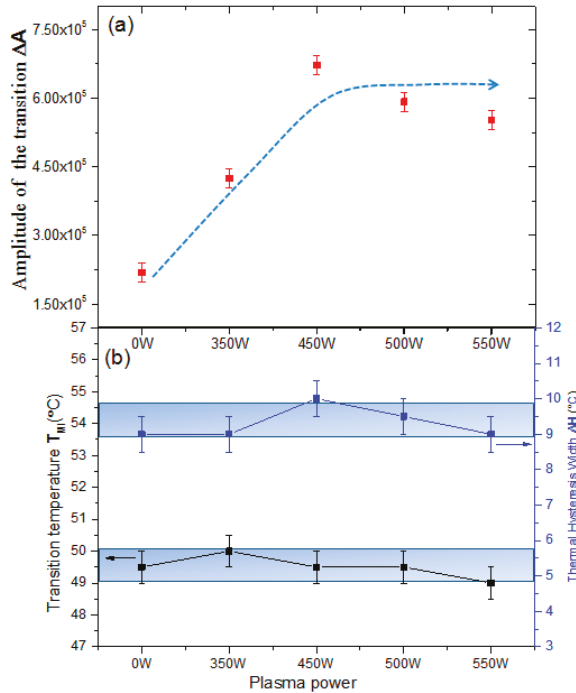 (a)
Amplitude of the transition ΔA
7.50x10⁵
6.00x10⁵
4.50x10⁵
3.00x10⁵
1.50x10⁵
0W 350W 450W 500W 550W
(b)
Transition temperature T_MI (°C)
57
56
55
54
53
52
51
50
49
48
47
12
11
10
9
8
7
6
5
4
3
Thermal Hysteresis Width ΔH (°C)
0W 350W 450W 500W 550W
Plasma power